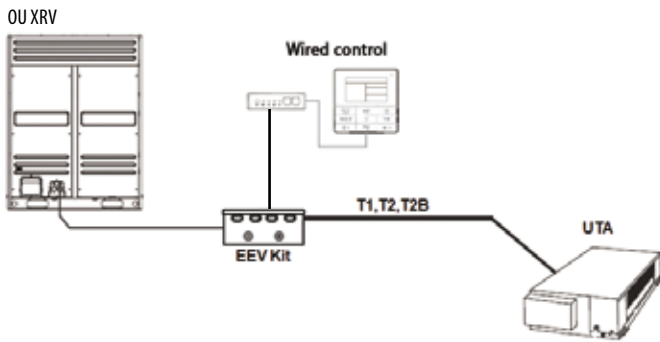 OU XRV
Wired control
T1,T2,T2B
UTA
EEV Kit